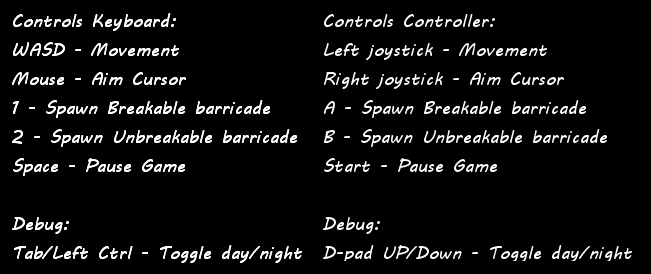 Controls Keyboard:
WASD - Movement
Mouse - Aim Cursor
1 - Spawn Breakable barricade
2 - Spawn Unbreakable barricade
Space - Pause Game
Debug:
Tab/Left Ctrl - Toggle day/night
Controls Controller:
Left joystick - Movement
Right joystick - Aim Cursor
A - Spawn Breakable barricade
B - Spawn Unbreakable barricade
Start - Pause Game
Debug:
D-pad UP/Down - Toggle day/night